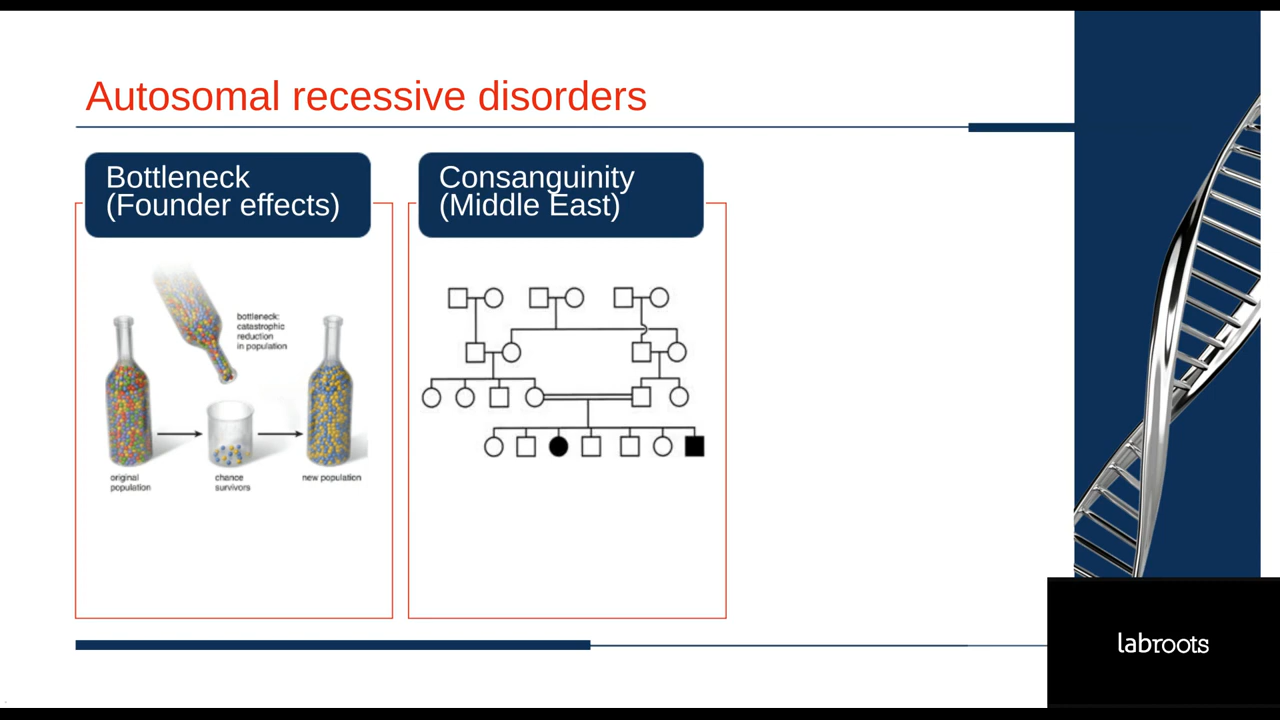 Autosomal recessive disorders
Bottleneck
(Founder effects)
Consanguinity
(Middle East)
bottleneck:
catastrophic
reduction
in population
original
population
chance
survivors
new population
labroots